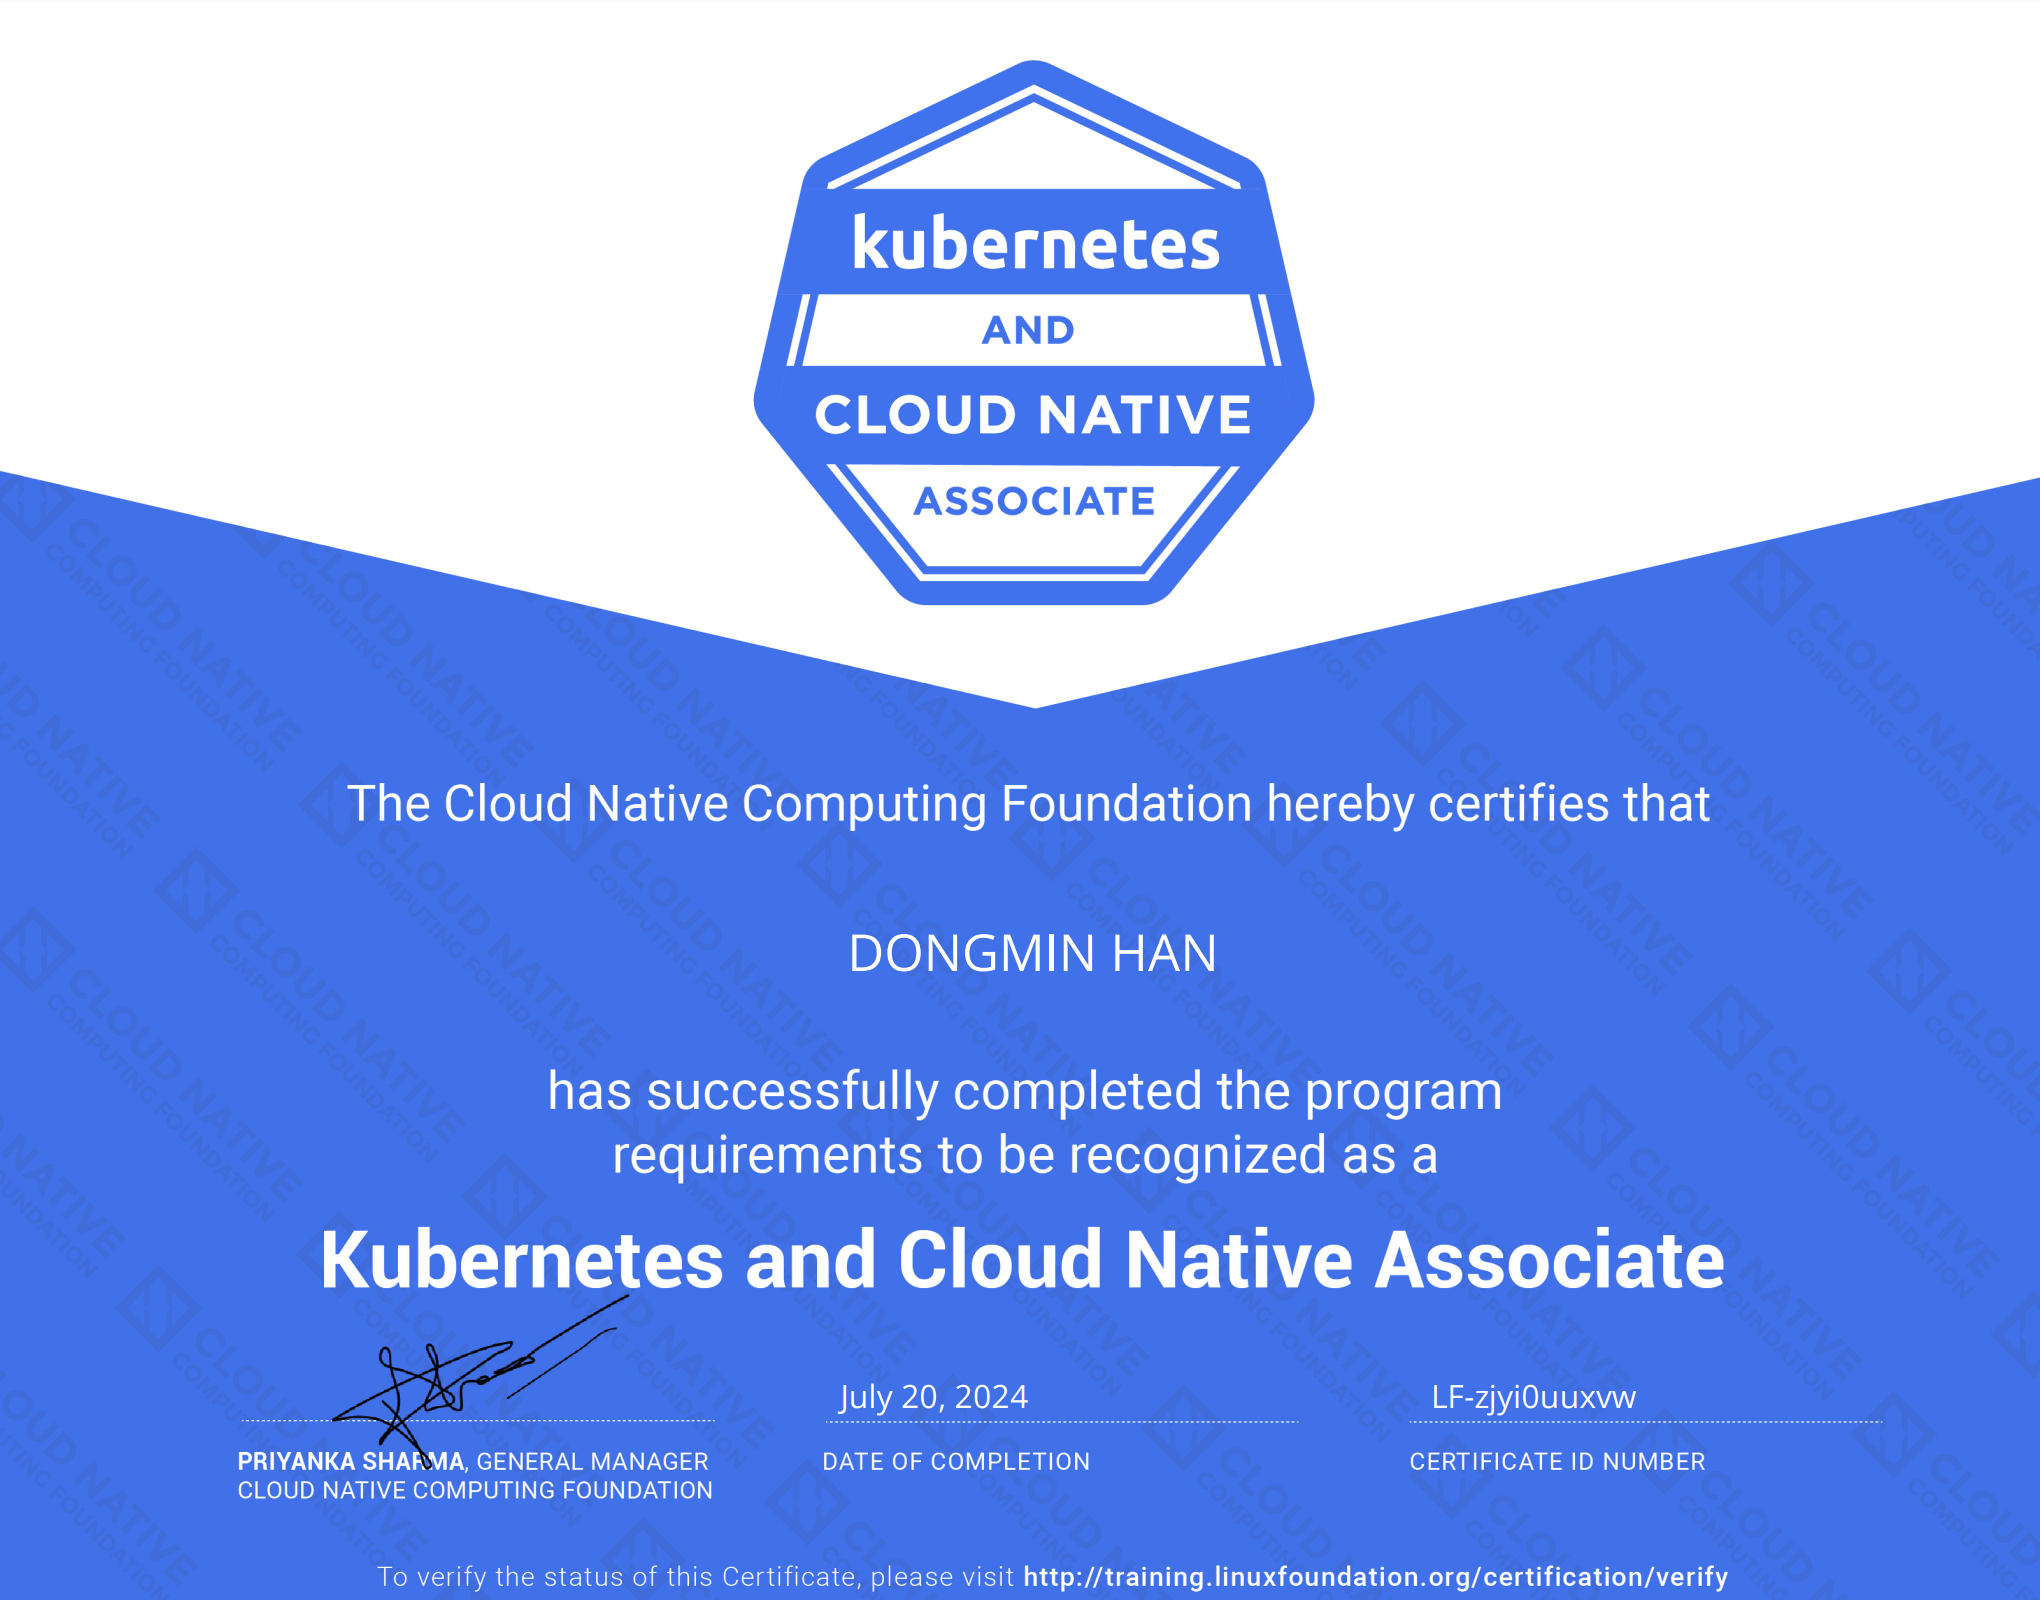 kubernetes
AND
CLOUD NATIVE
ASSOCIATE
The Cloud Native Computing Foundation hereby certifies that
DONGMIN HAN
has successfully completed the program
requirements to be recognized as a
Kubernetes and Cloud Native Associate
July 20, 2024
LF-zjyi0uuxvw
PRIYANKA SHARMA, GENERAL MANAGER
CLOUD NATIVE COMPUTING FOUNDATION
DATE OF COMPLETION
CERTIFICATE ID NUMBER
To verify the status of this Certificate, please visit http://training.linuxfoundation.org/certification/verify